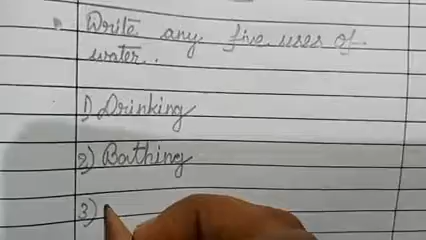 Write any five uses of
water.
1) Drinking
2) Bathing
3)